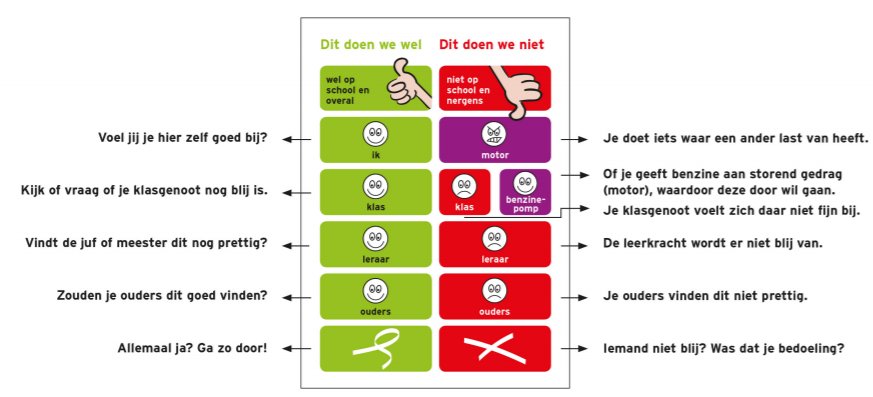 Dit doen we wel
Dit doen we niet
wel op
school en
overal
niet op
school en
nergens
Voel jij je hier zelf goed bij?
ik
motor
Je doet iets waar een ander last van heeft.
Kijk of vraag of je klasgenoot nog blij is.
klas
klas
benzine-
pomp
Of je geeft benzine aan storend gedrag
(motor), waardoor deze door wil gaan.
Je klasgenoot voelt zich daar niet fijn bij.
Vindt de juf of meester dit nog prettig?
leraar
leraar
De leerkracht wordt er niet blij van.
Zouden je ouders dit goed vinden?
ouders
ouders
Je ouders vinden dit niet prettig.
Allemaal ja? Ga zo door!
Iemand niet blij? Was dat je bedoeling?